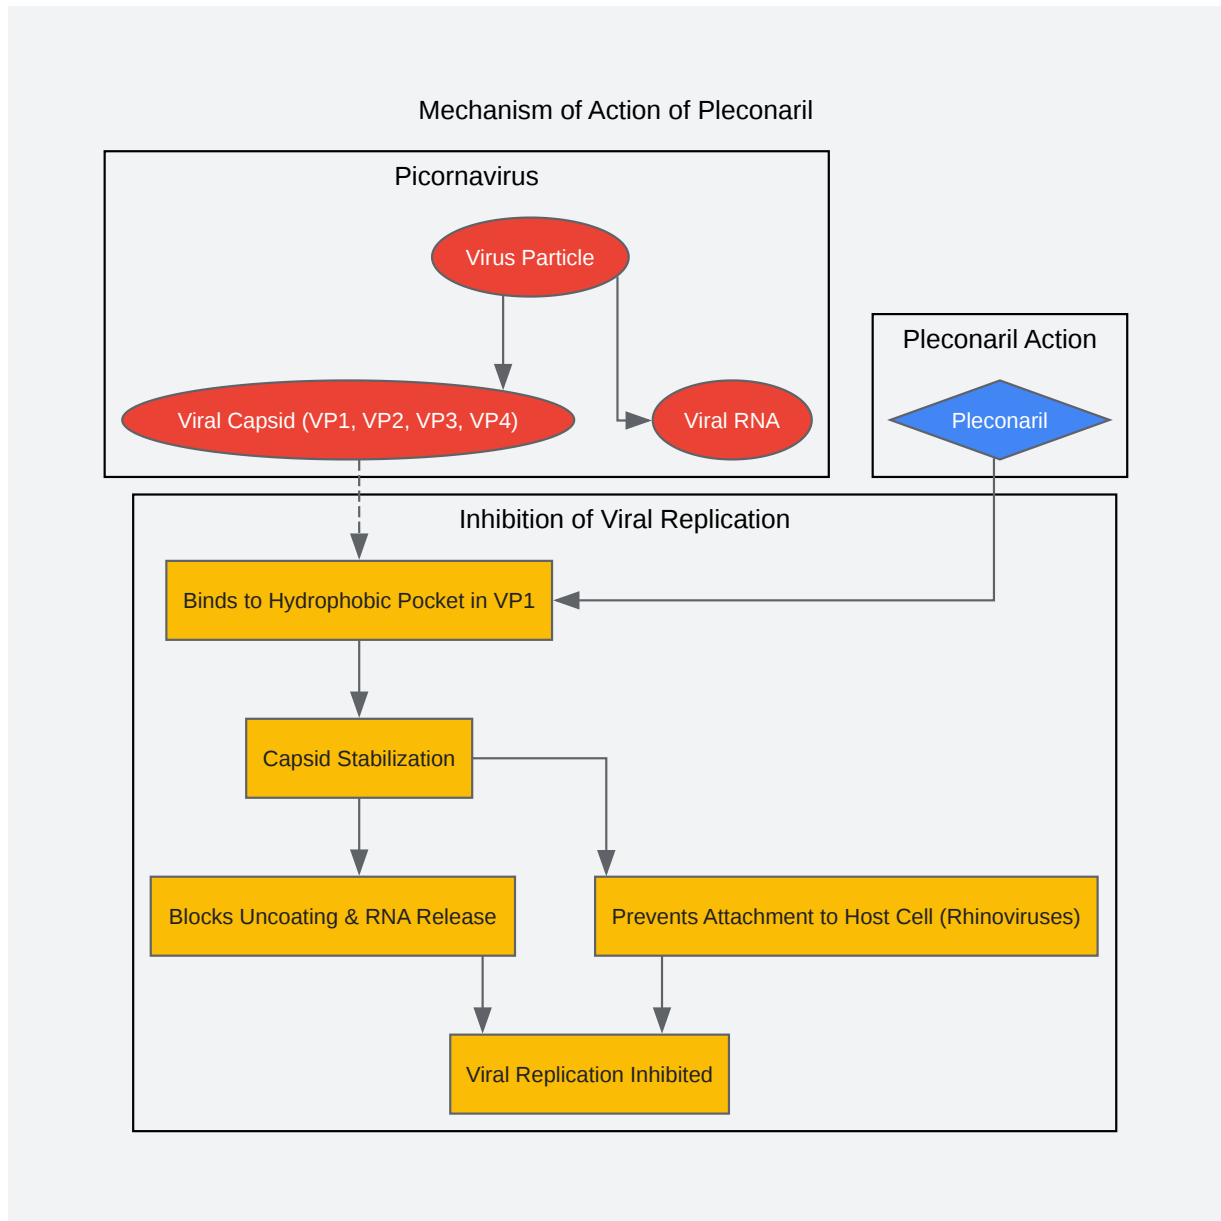 Mechanism of Action of Pleconaril
Picornavirus
Virus Particle
Pleconaril Action
Viral Capsid (VP1, VP2, VP3, VP4)
Viral RNA
Pleconaril
Inhibition of Viral Replication
Binds to Hydrophobic Pocket in VP1
Capsid Stabilization
Blocks Uncoating & RNA Release
Prevents Attachment to Host Cell (Rhinoviruses)
Viral Replication Inhibited